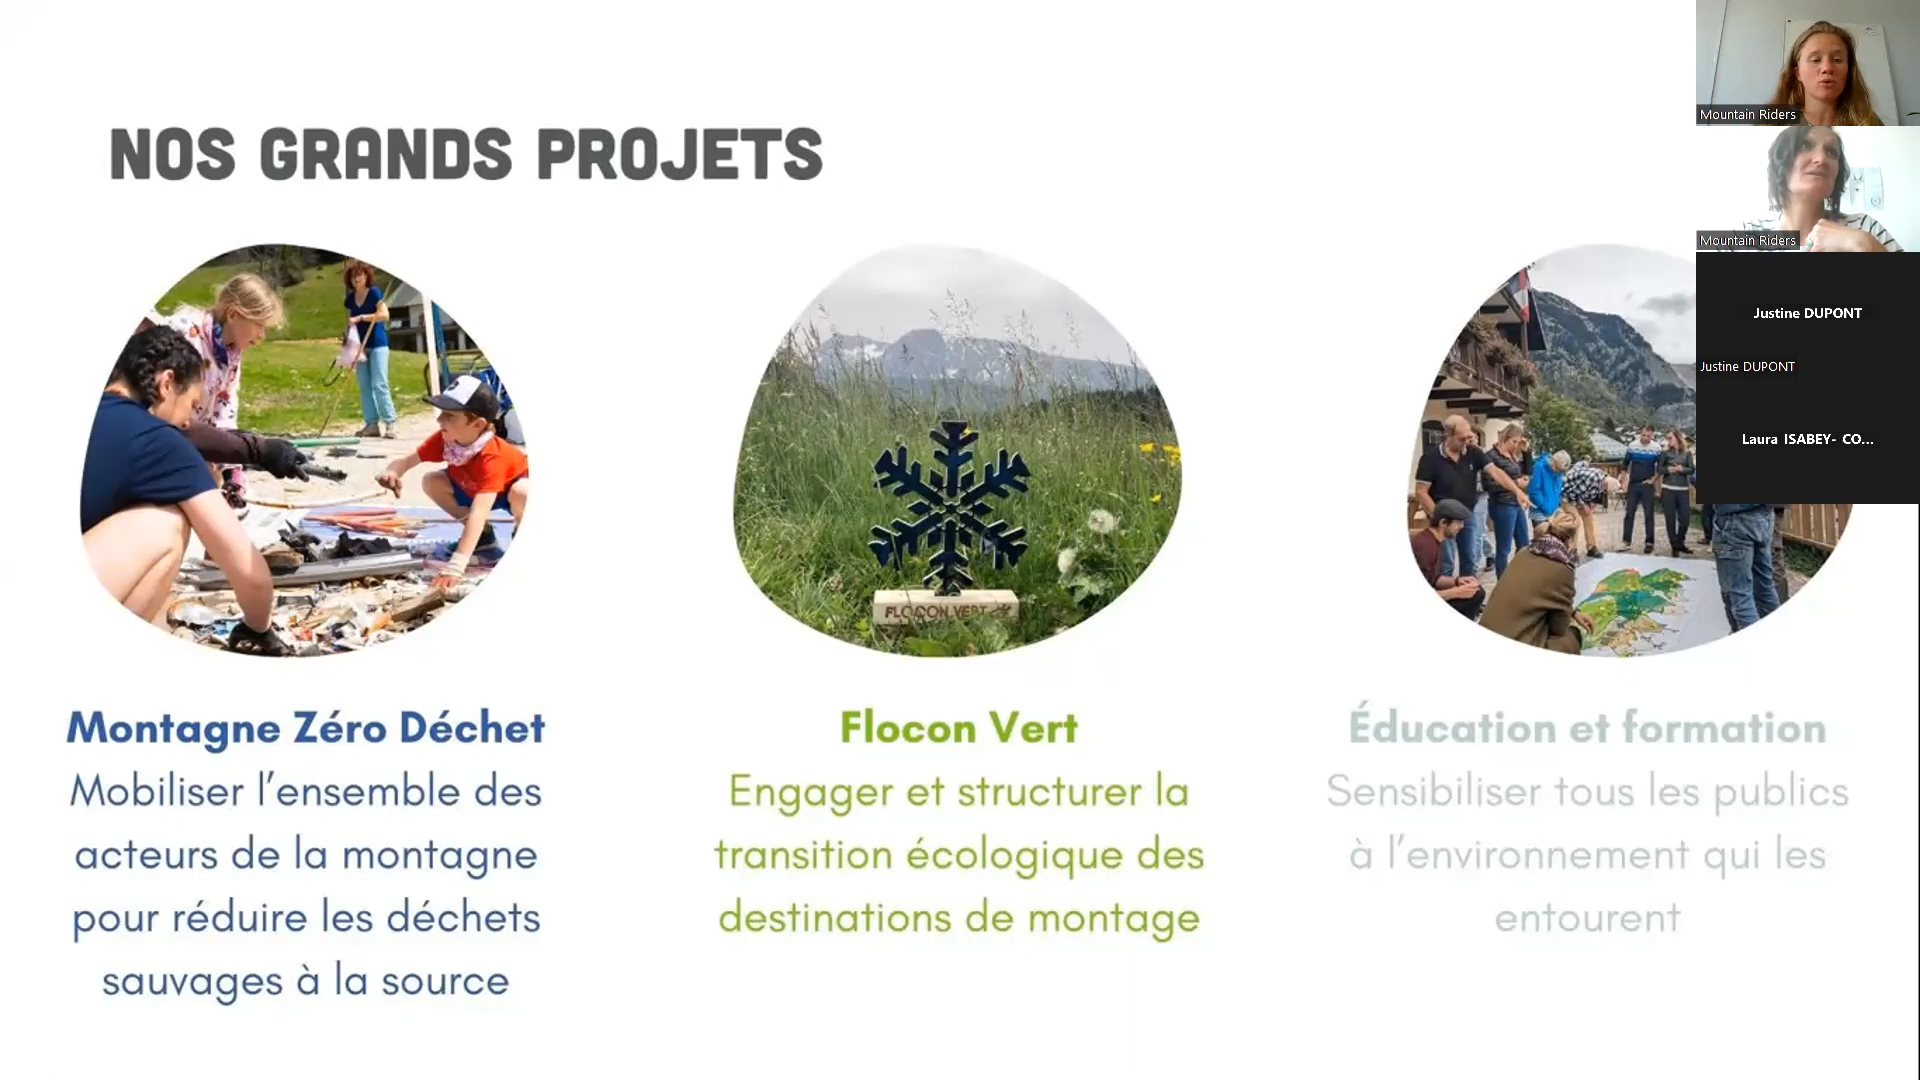 NOS GRANDS PROJETS
FLOCON VERT
Montagne Zéro Déchet
Mobiliser l'ensemble des
acteurs de la montagne
pour réduire les déchets
sauvages à la source
Flocon Vert
Engager et structurer la
transition écologique des
destinations de montage
Éducation et formation
Sensibiliser tous les publics
à l'environnement qui les
entourent
Mountain Riders
Mountain Riders
Justine DUPONT
Justine DUPONT
Laura ISABEY- CO...